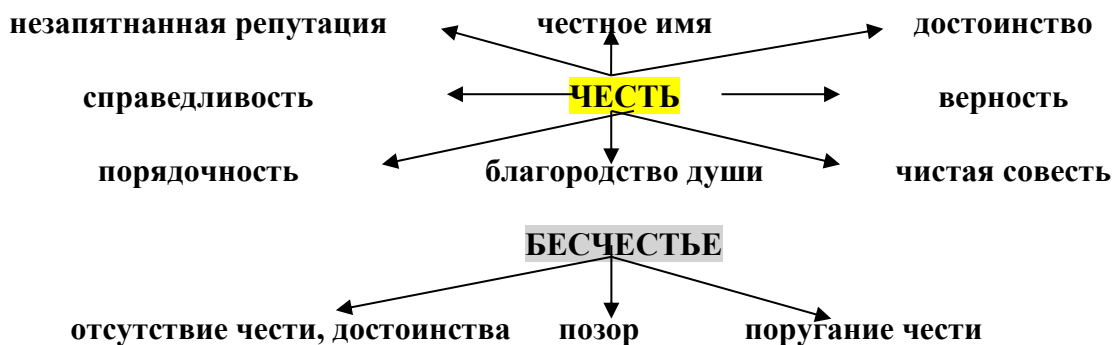 незапятнанная репутация честное имя достоинство
справедливость ЧЕСТЬ верность
порядочность благородство души чистая совесть
БЕСЧЕСТЬЕ
отсутствие чести, достоинства позор поругание чести